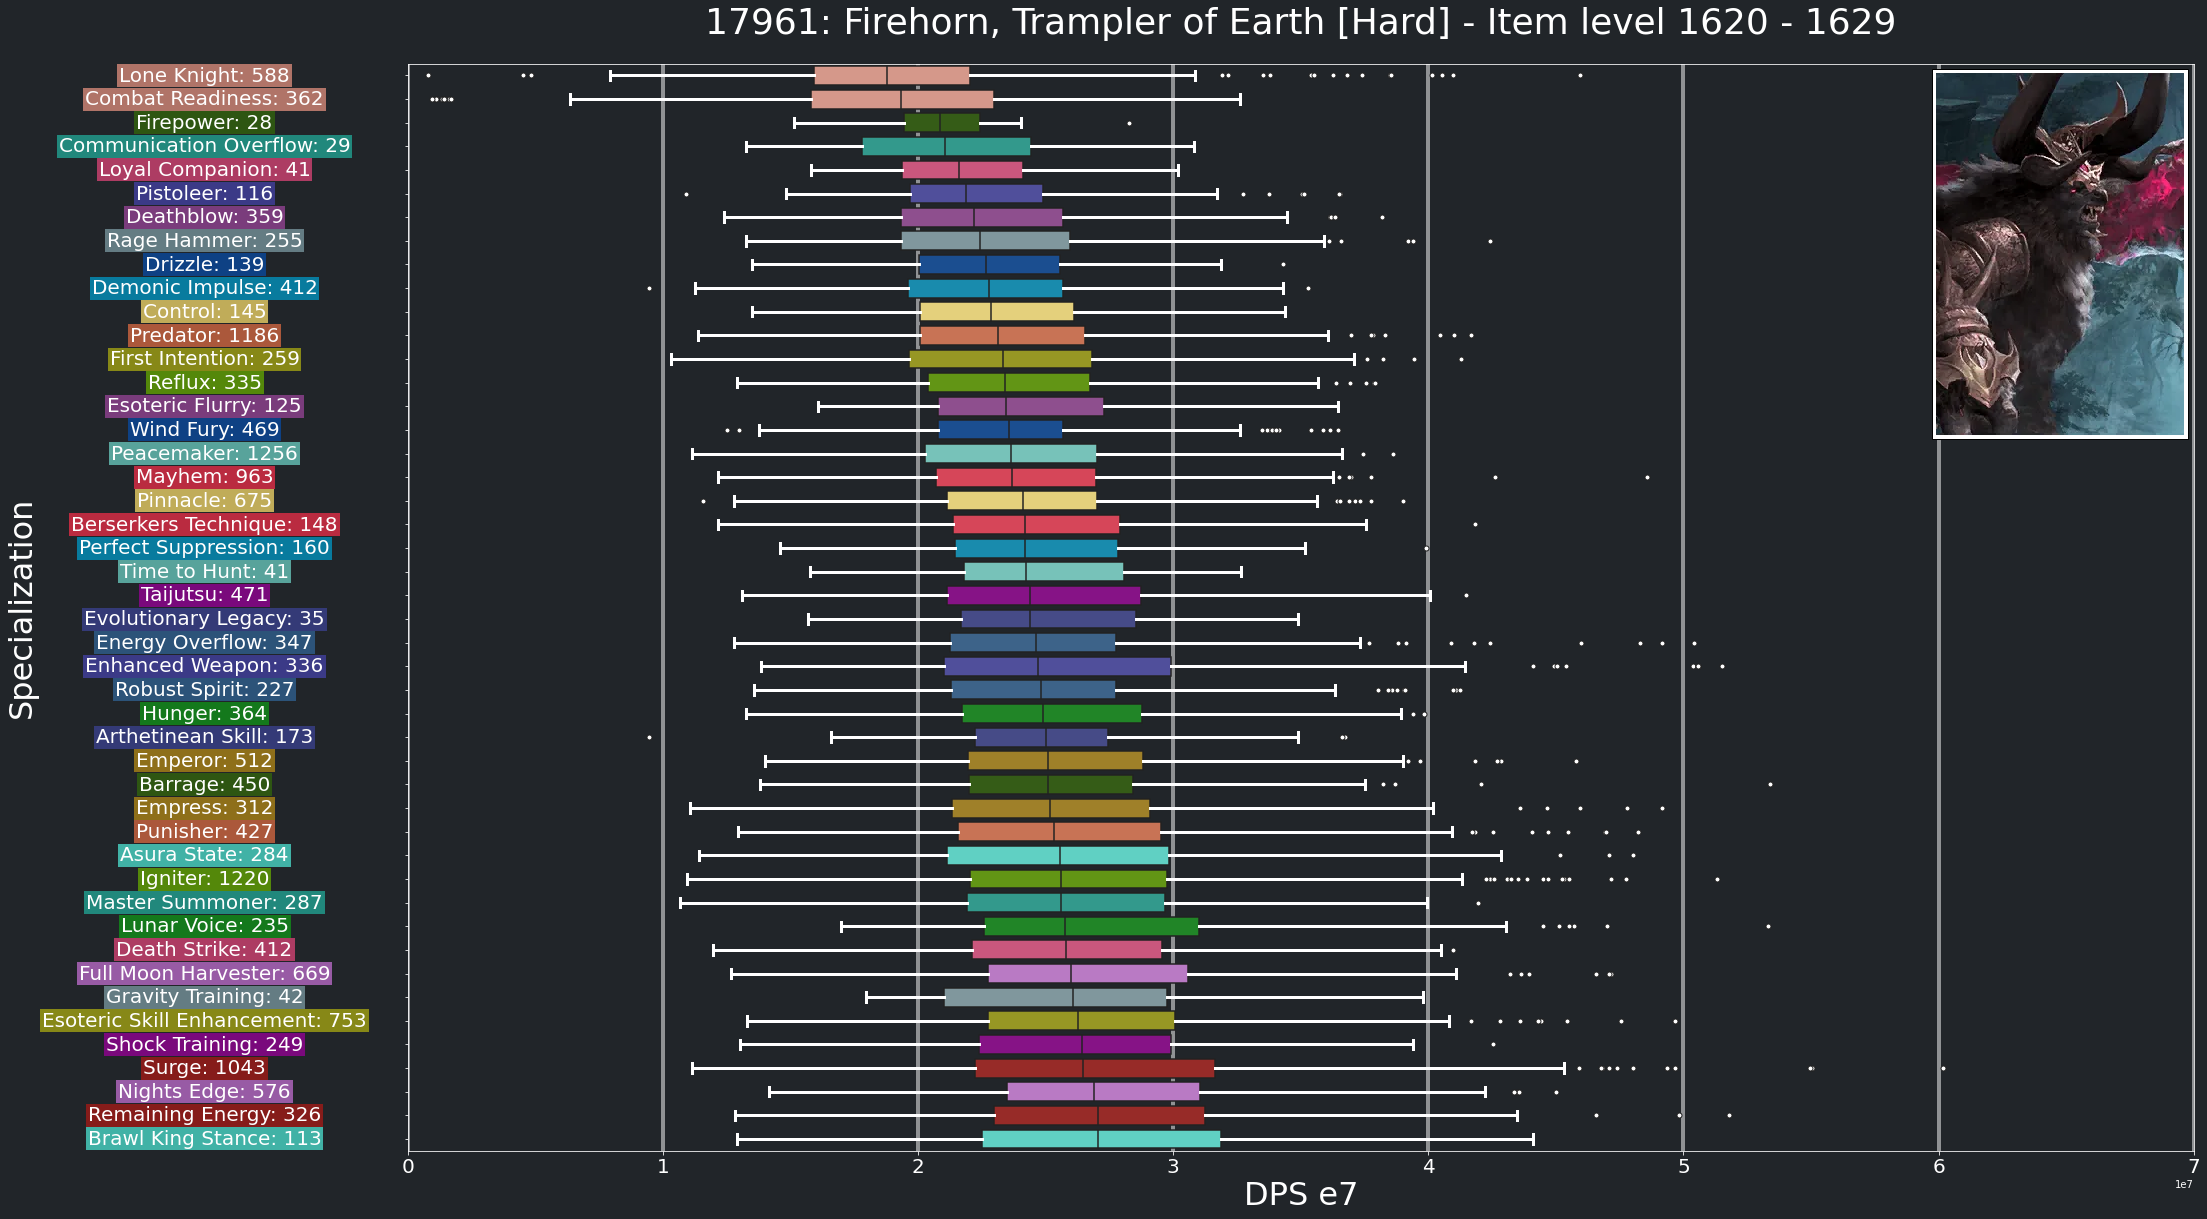 17961: Firehorn, Trampler of Earth [Hard] - Item level 1620 - 1629
Specialization
Lone Knight: 588
Combat Readiness: 362
Firepower: 28
Communication Overflow: 29
Loyal Companion: 41
Pistoleer: 116
Deathblow: 359
Rage Hammer: 255
Drizzle: 139
Demonic Impulse: 412
Control: 145
Predator: 1186
First Intention: 259
Reflux: 335
Esoteric Flurry: 125
Wind Fury: 469
Peacemaker: 1256
Mayhem: 963
Pinnacle: 675
Berserkers Technique: 148
Perfect Suppression: 160
Time to Hunt: 41
Taijutsu: 471
Evolutionary Legacy: 35
Energy Overflow: 347
Enhanced Weapon: 336
Robust Spirit: 227
Hunger: 364
Arthetinean Skill: 173
Emperor: 512
Barrage: 450
Empress: 312
Punisher: 427
Asura State: 284
Igniter: 1220
Master Summoner: 287
Lunar Voice: 235
Death Strike: 412
Full Moon Harvester: 669
Gravity Training: 42
Esoteric Skill Enhancement: 753
Shock Training: 249
Surge: 1043
Nights Edge: 576
Remaining Energy: 326
Brawl King Stance: 113
0 1 2 3 4 5 6 7
1e7
DPS e7